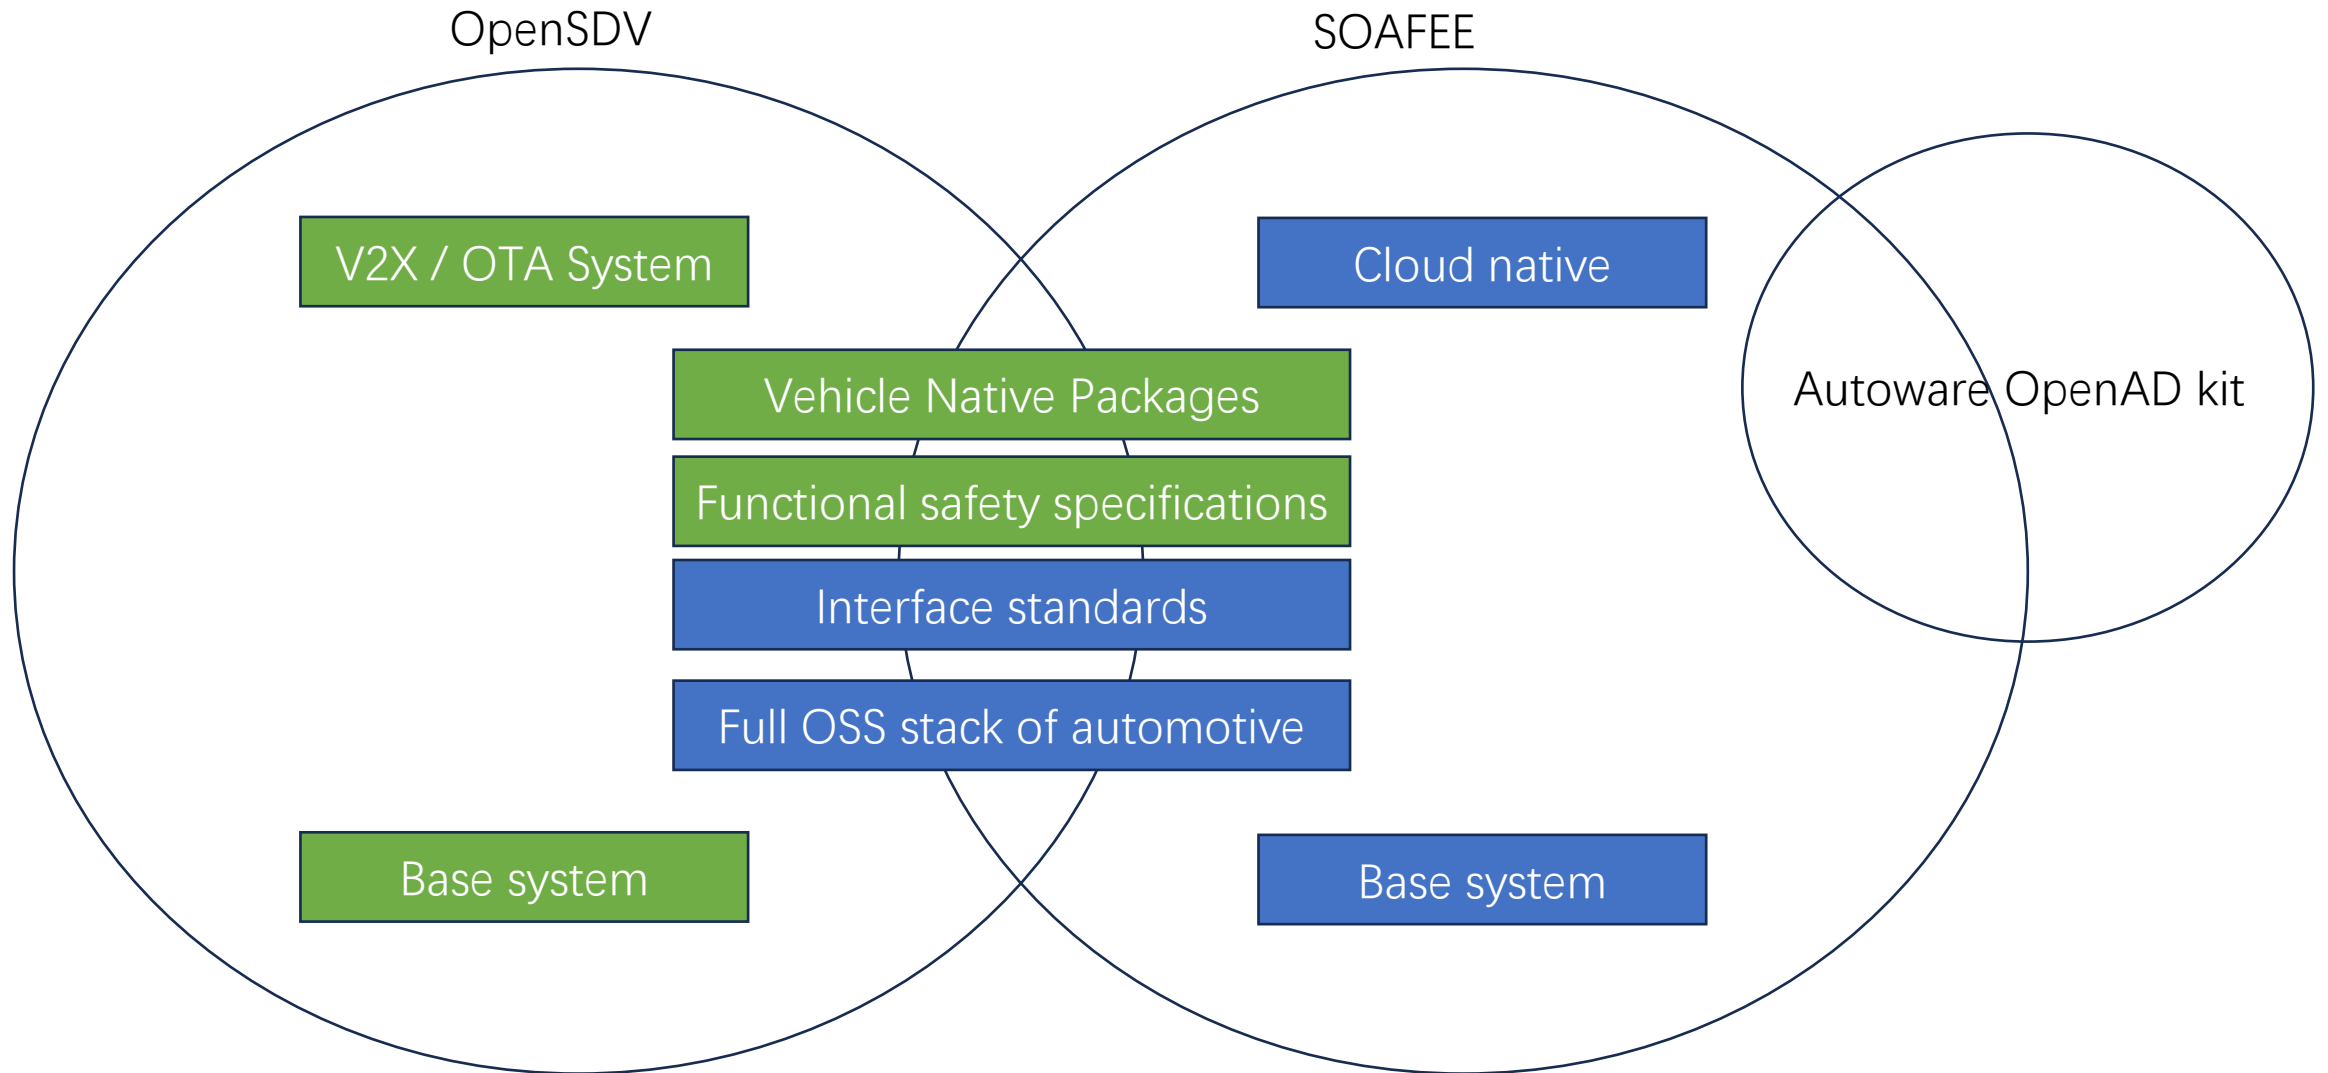 OpenSDV
SOAFEE
V2X / OTA System
Cloud native
Vehicle Native Packages
Autoware OpenAD kit
Functional safety specifications
Interface standards
Full OSS stack of automotive
Base system
Base system